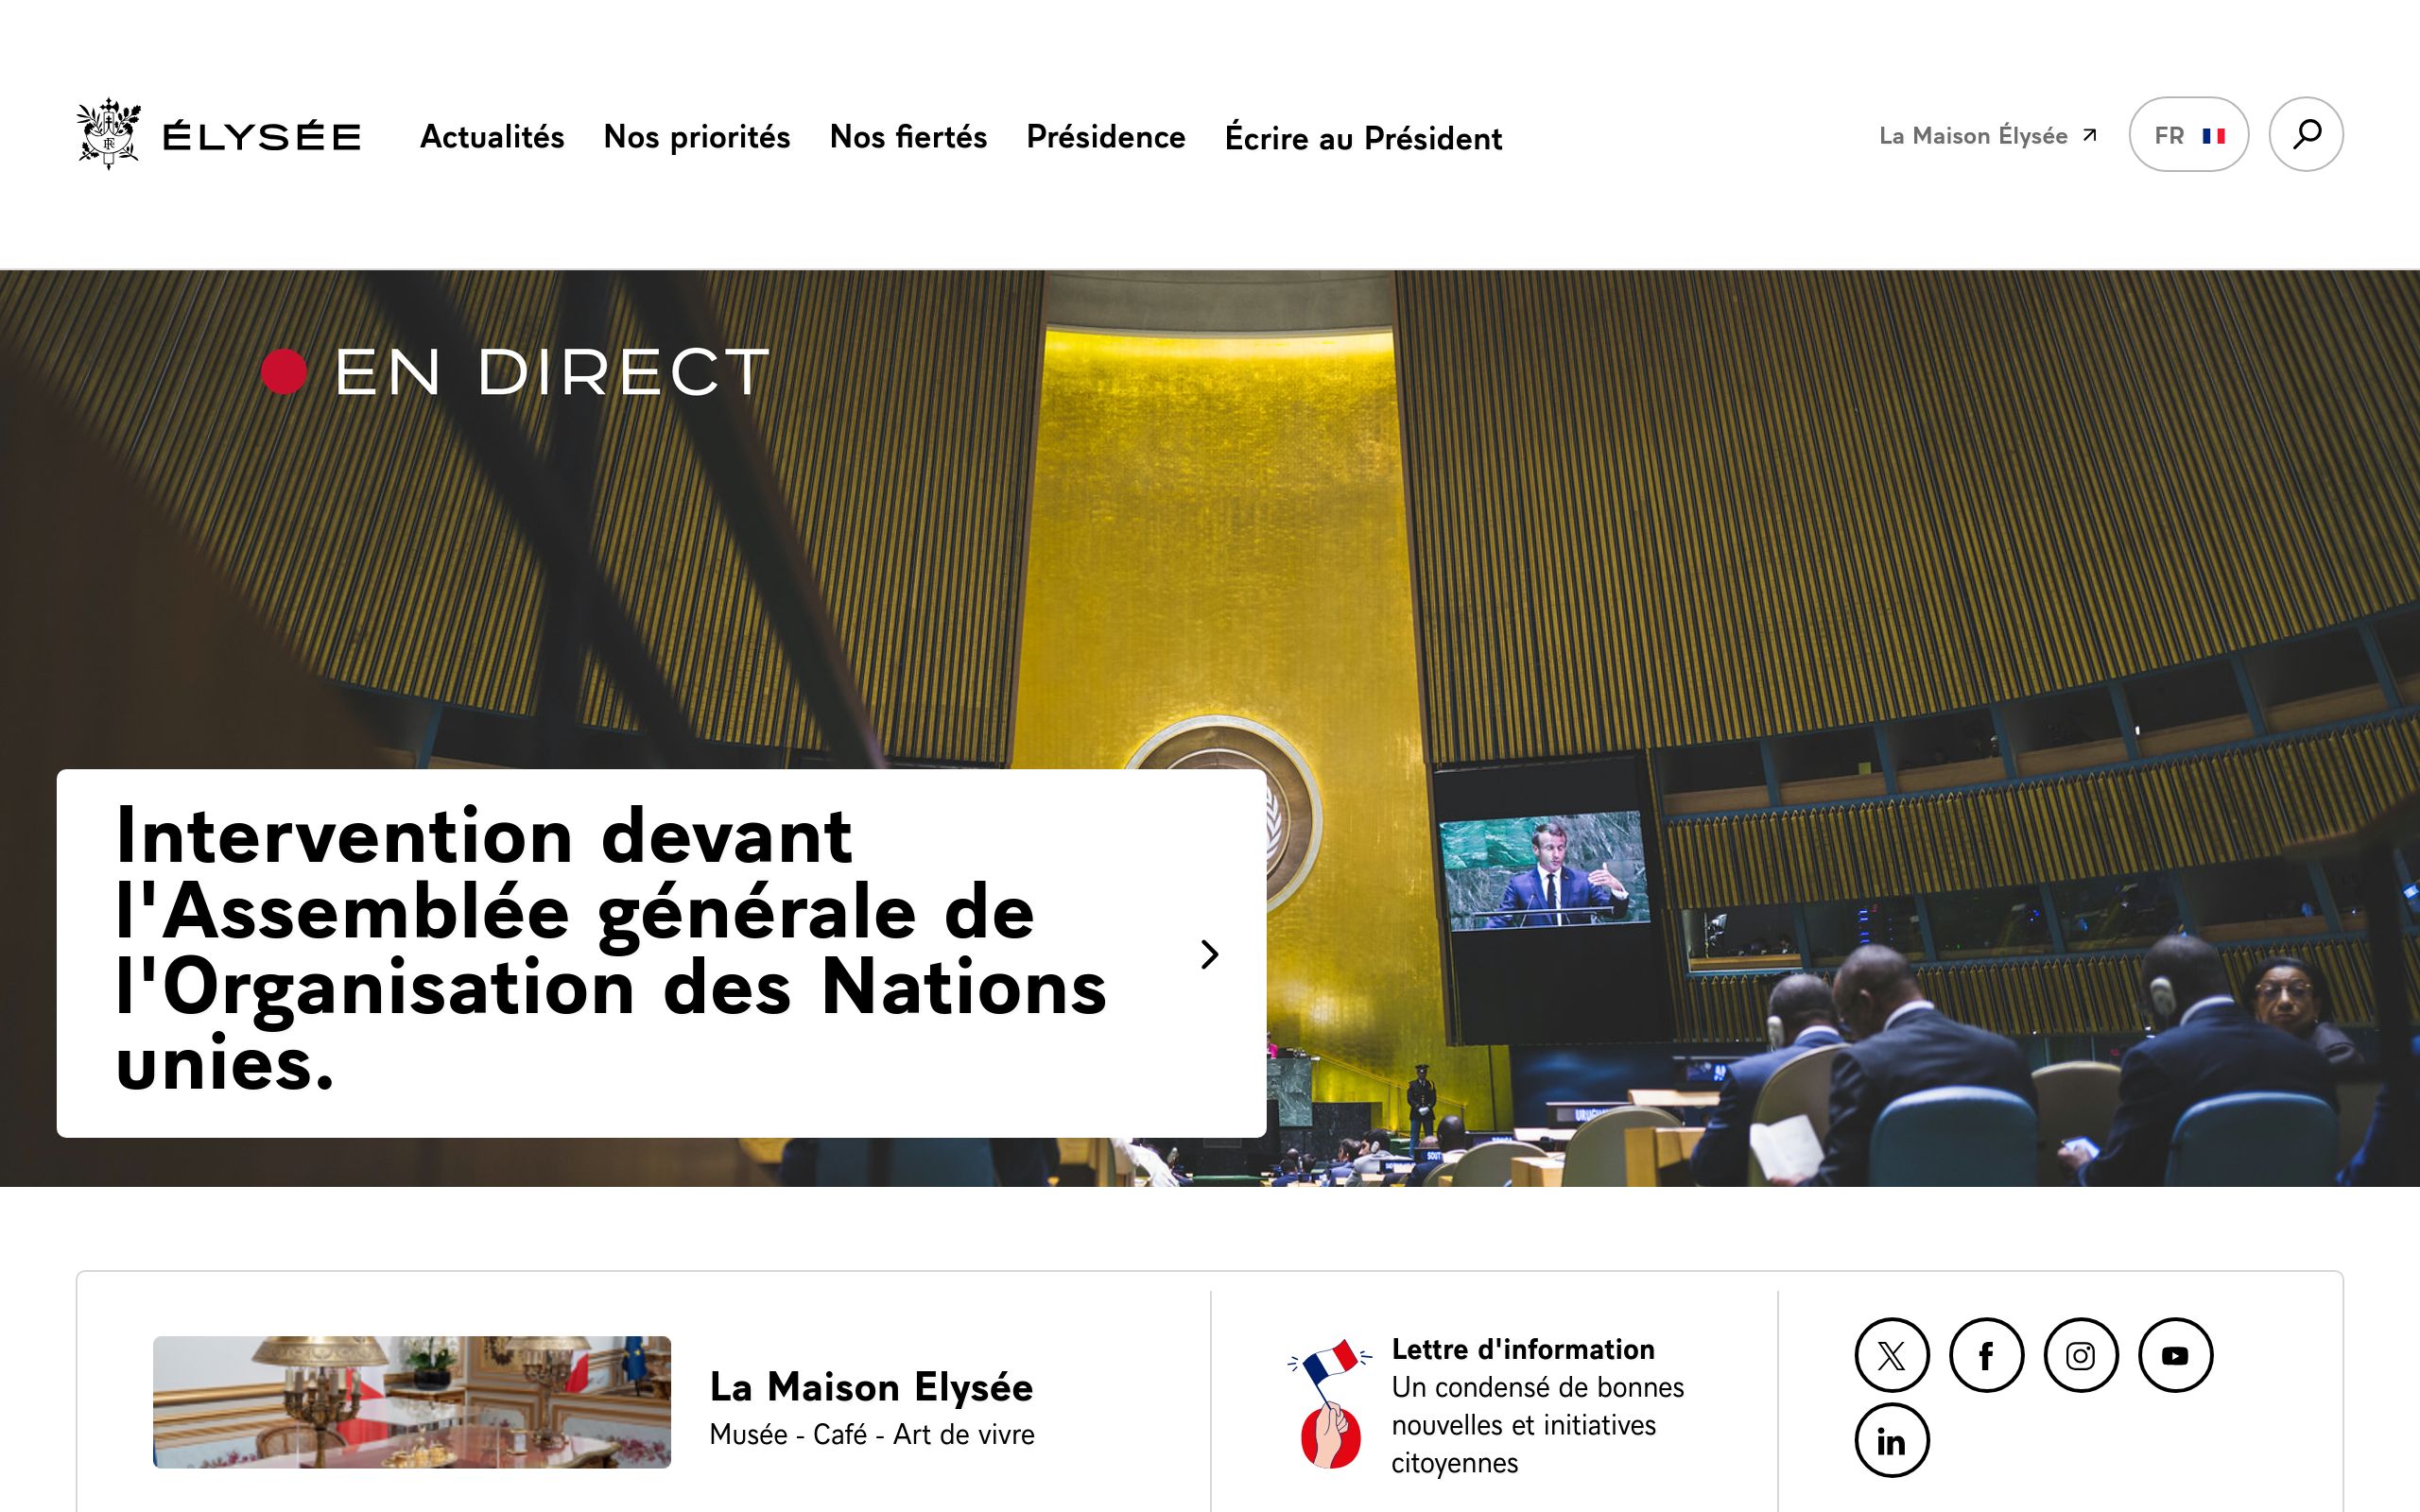 ÉLYSÉE
Actualités
Nos priorités
Nos fiertés
Présidence
Écrire au Président
La Maison Élysée
FR
EN DIRECT
Intervention devant
l'Assemblée générale de
l'Organisation des Nations
unies.
La Maison Elysée
Musée - Café - Art de vivre
Lettre d'information
Un condensé de bonnes
nouvelles et initiatives
citoyennes